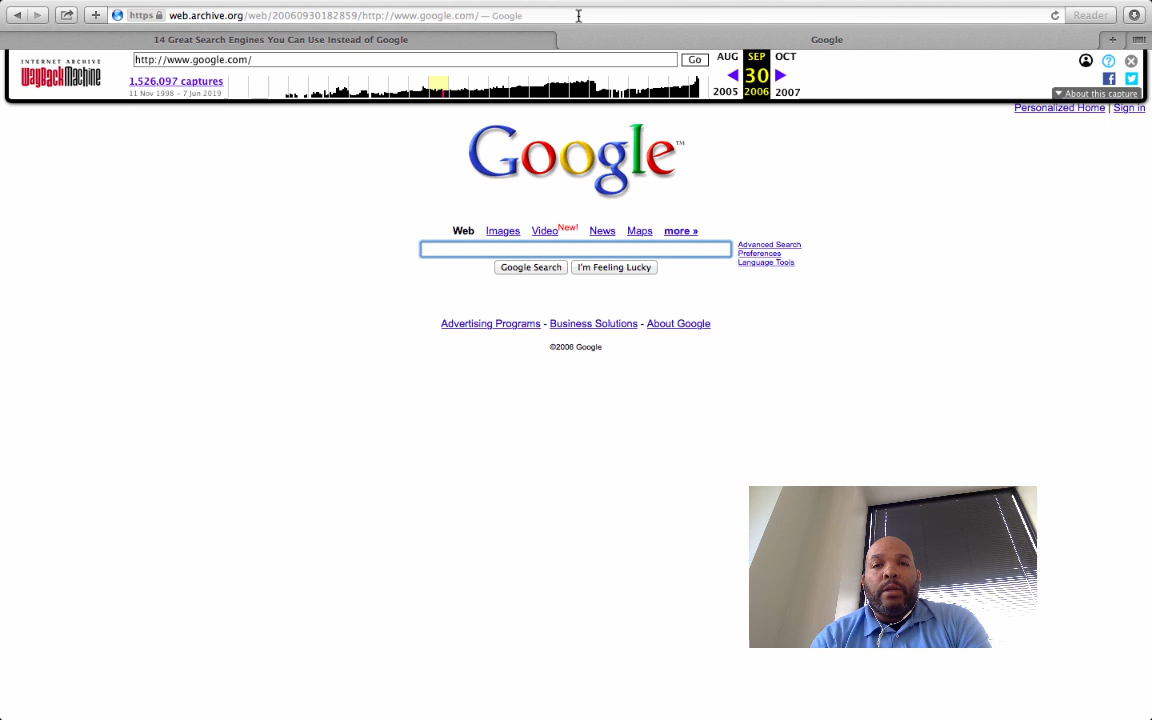 https web.archive.org/web/20060930182859/http://www.google.com/ — Google Reader
14 Great Search Engines You Can Use Instead of Google Google
INTERNET ARCHIVE
WayBackMachine
http://www.google.com/ Go
1,526,097 captures
11 Nov 1998 – 7 Jun 2019
AUG SEP OCT
30
2005 2006 2007
f
About this capture
Personalized Home | Sign in
Google™
Web Images Video New! News Maps more »
Advanced Search
Preferences
Language Tools
Google Search I'm Feeling Lucky
Advertising Programs - Business Solutions - About Google
©2006 Google